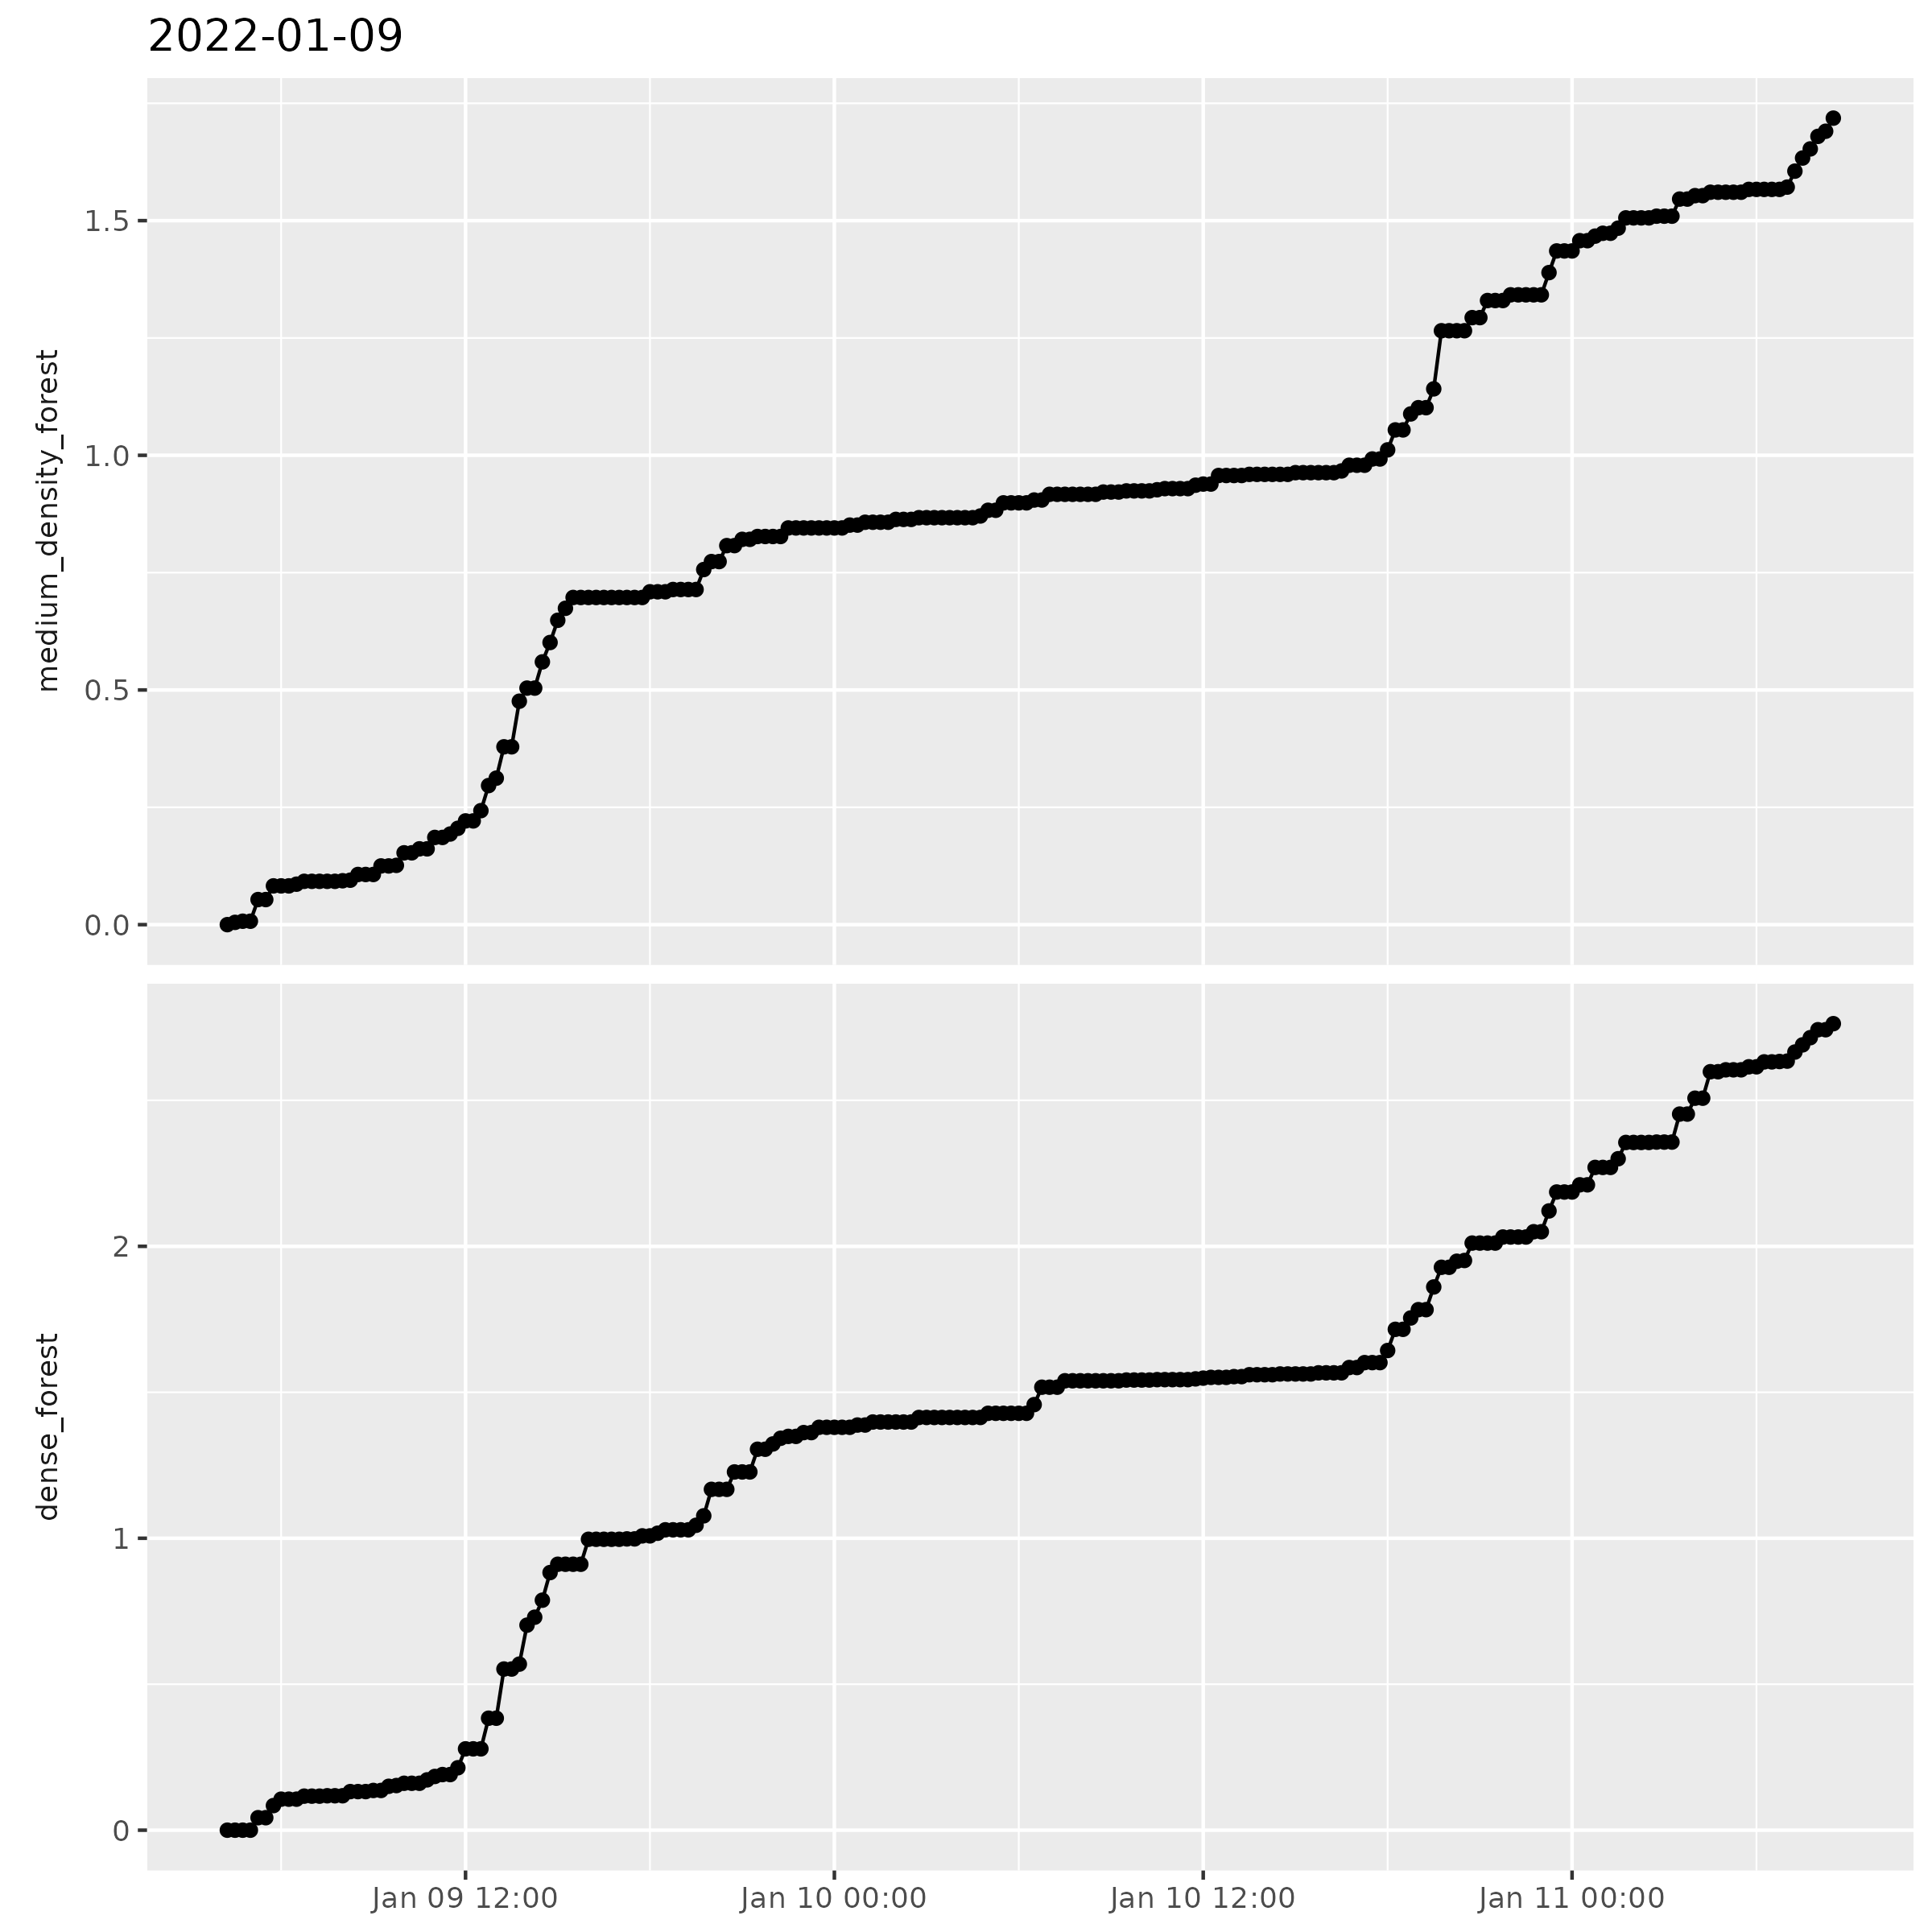 2022-01-09
medium_density_forest
1.5
1.0
0.5
0.0
dense_forest
2
1
0
Jan 09 12:00
Jan 10 00:00
Jan 10 12:00
Jan 11 00:00